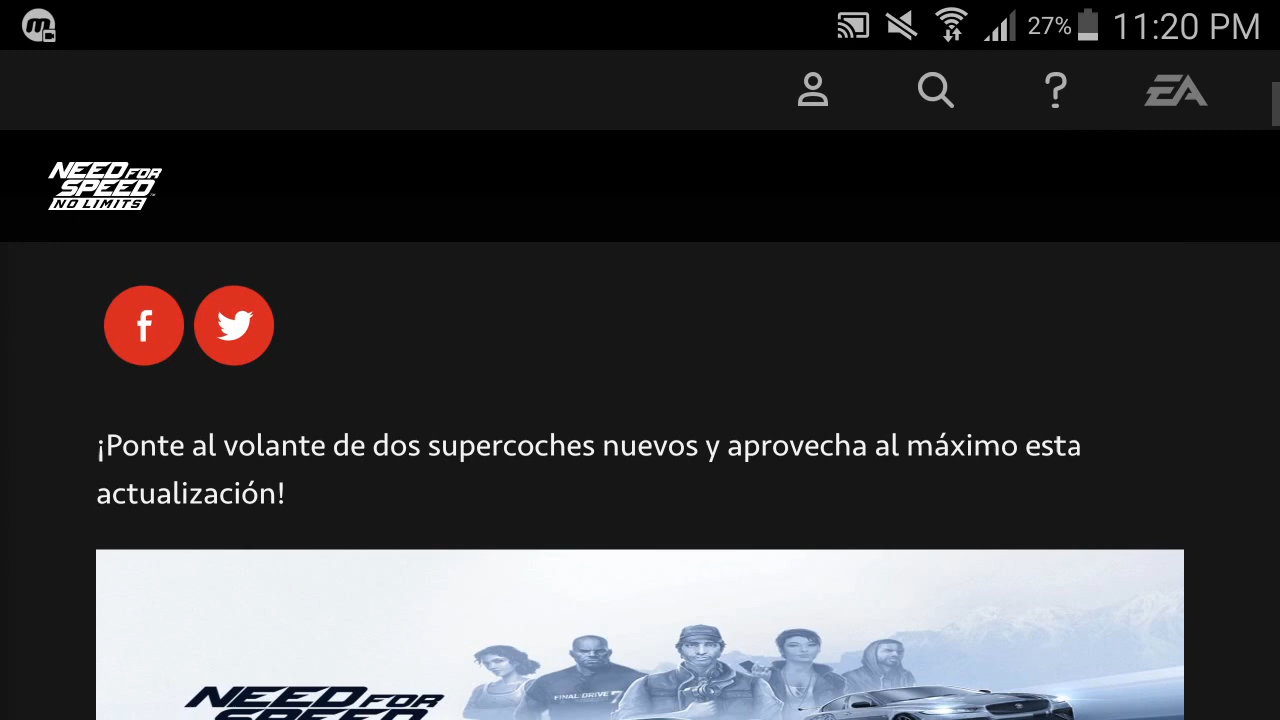 27% 11:20 PM
EA
NEED FOR
SPEED
NO LIMITS
¡Ponte al volante de dos supercoches nuevos y aprovecha al máximo esta
actualización!
FINAL DRIVE
NEED FOR
SPEED